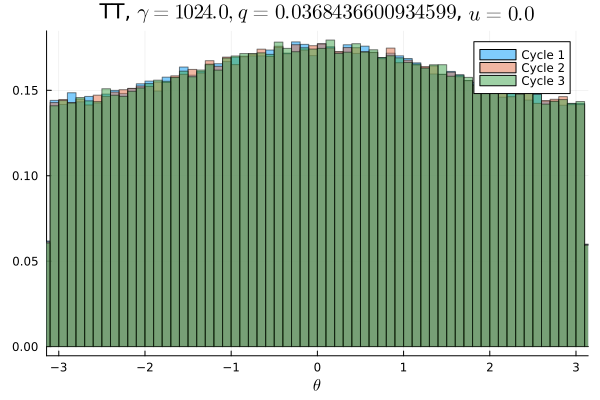 TT, γ = 1024.0, q = 0.0368436600934599, u = 0.0
Cycle 1
Cycle 2
Cycle 3
0.15
0.10
0.05
0.00
−3 −2 −1 0 1 2 3
θ